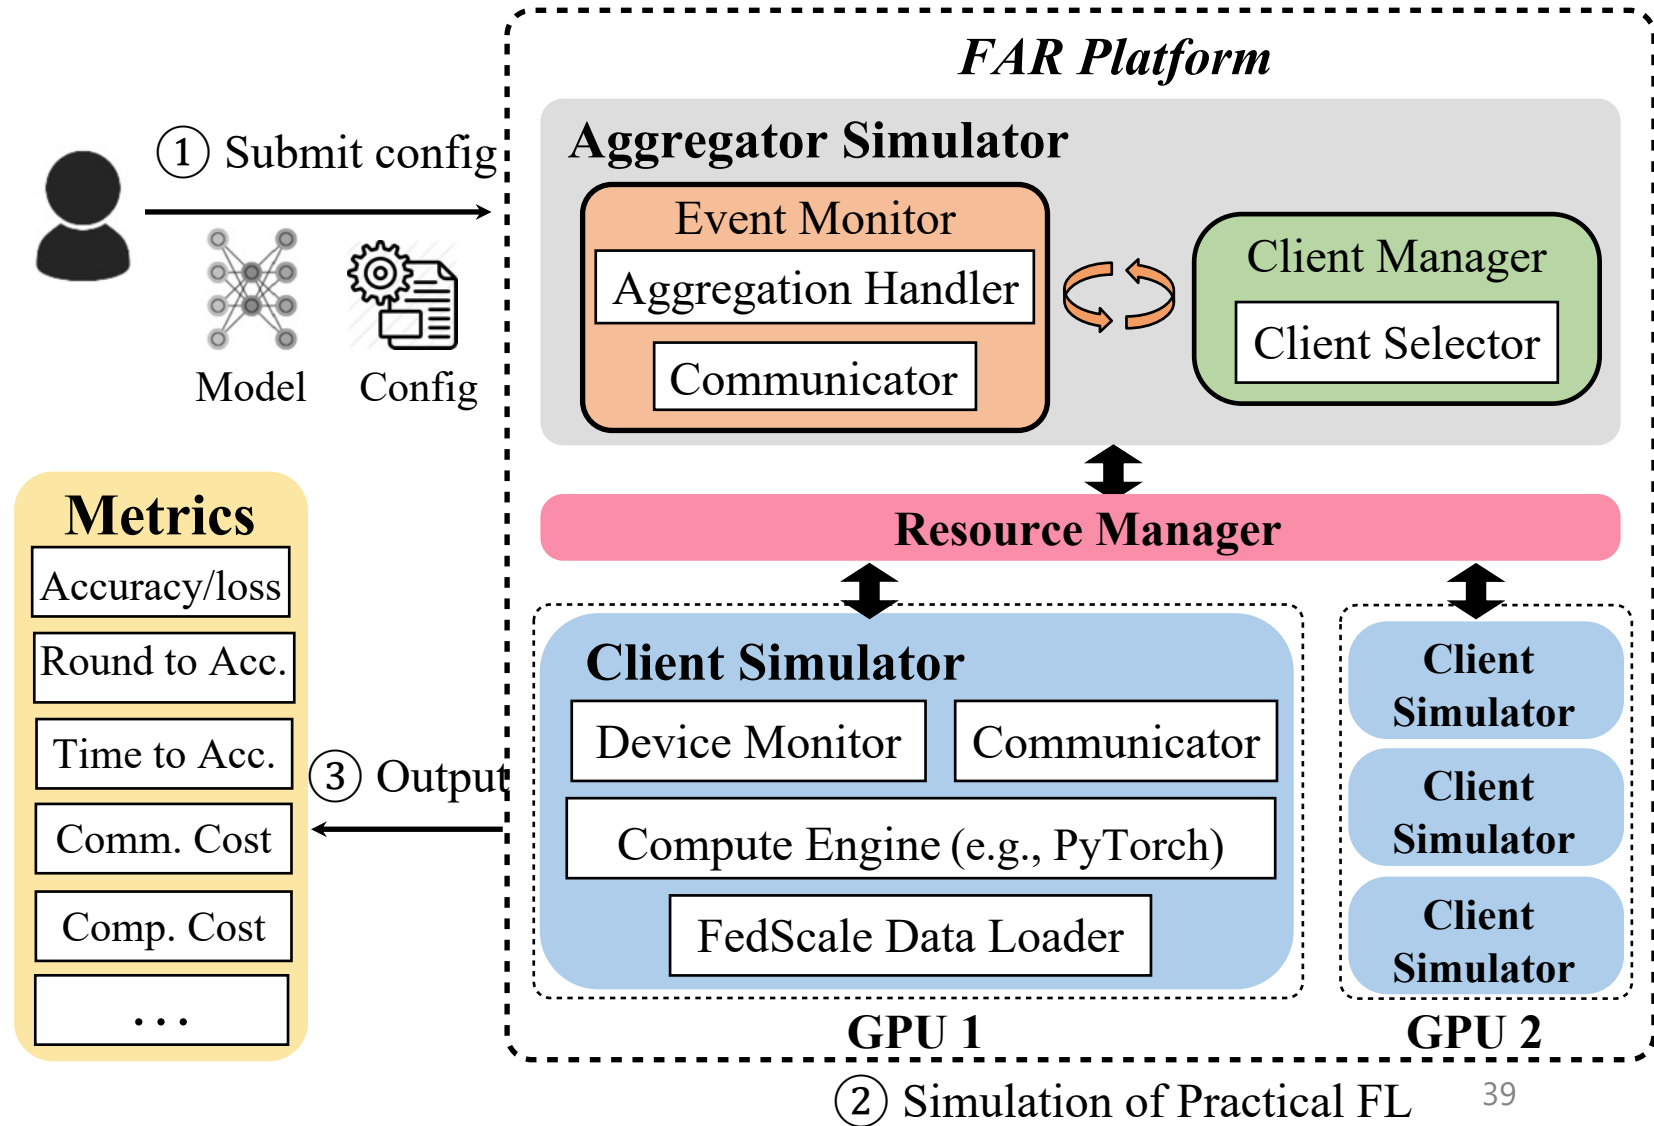 FAR Platform
① Submit config
Model
Config
Aggregator Simulator
Event Monitor
Aggregation Handler
Communicator
Client Manager
Client Selector
Resource Manager
Client Simulator
Device Monitor
Communicator
Compute Engine (e.g., PyTorch)
FedScale Data Loader
GPU 1
Client
Simulator
Client
Simulator
Client
Simulator
GPU 2
② Simulation of Practical FL
③ Output
Metrics
Accuracy/loss
Round to Acc.
Time to Acc.
Comm. Cost
Comp. Cost
...
39